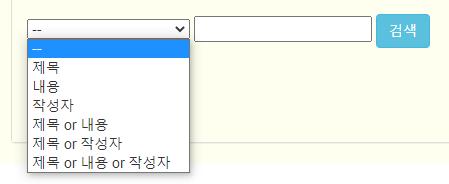 -- 검색
--
제목
내용
작성자
제목 or 내용
제목 or 작성자
제목 or 내용 or 작성자